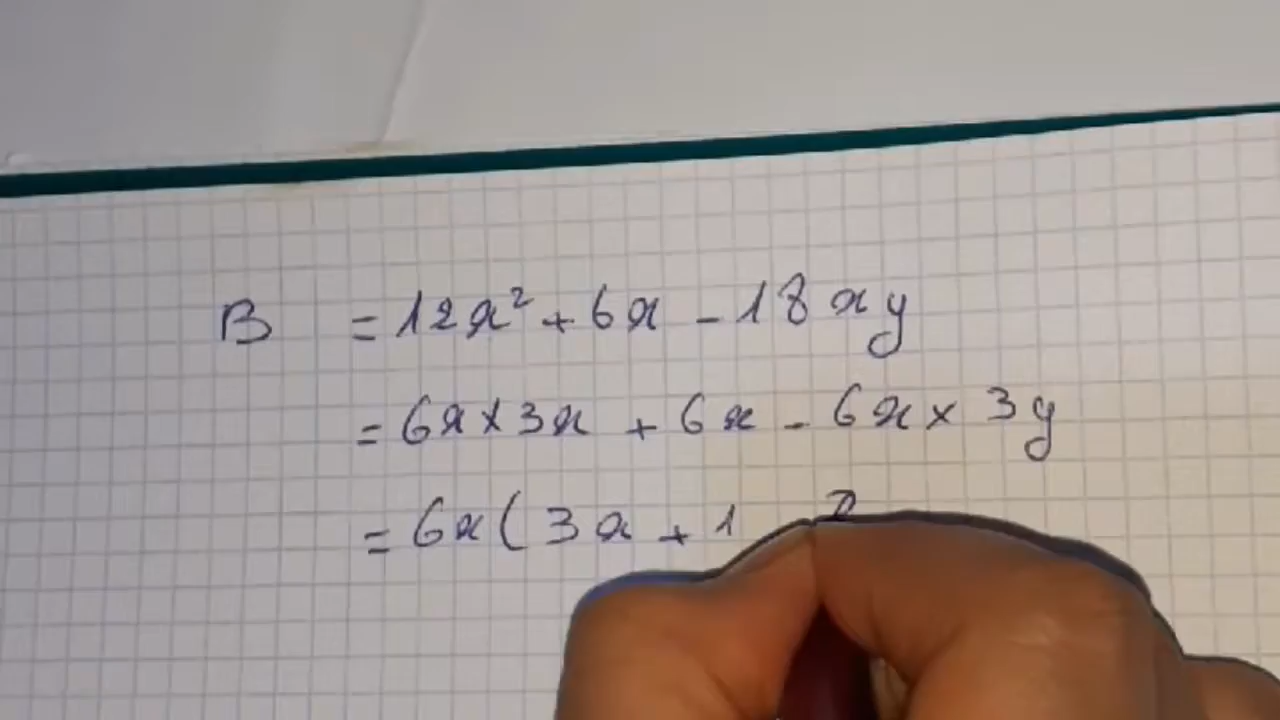 B = 12x² + 6x - 18xy
= 6x × 3x + 6x - 6x × 3y
= 6x ( 3x + 1